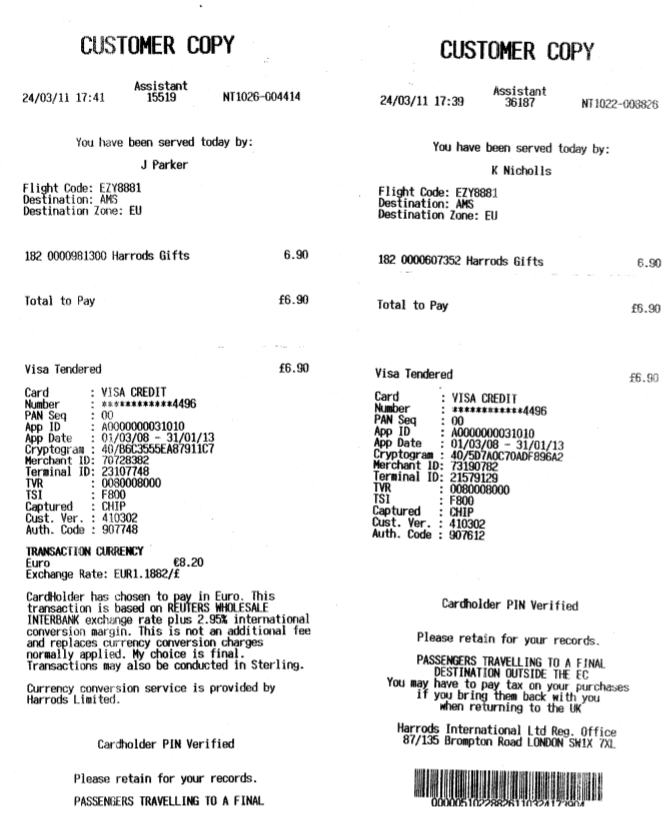 CUSTOMER COPY
Assistant
24/03/11 17:41 15519 NT1026-004414
You have been served today by:
J Parker
Flight Code: EZY8881
Destination: AMS
Destination Zone: EU
182 0000981300 Harrods Gifts 6.90
Total to Pay £6.90
Visa Tendered £6.90
Card : VISA CREDIT
Number : ************4496
PAN Seq : 00
App ID : A0000000031010
App Date : 01/03/08 - 31/01/13
Cryptogram : 40/B6C3555EA87911C7
Merchant ID: 70728382
Terminal ID: 23107748
TVR : 0080008000
TSI : F800
Captured : CHIP
Cust. Ver. : 410302
Auth. Code : 907748
TRANSACTION CURRENCY
Euro €8.20
Exchange Rate: EUR1.1882/£
CardHolder has chosen to pay in Euro. This
transaction is based on REUTERS WHOLESALE
INTERBANK exchange rate plus 2.95% international
conversion margin. This is not an additional fee
and replaces currency conversion charges
normally applied. My choice is final.
Transactions may also be conducted in Sterling.
Currency conversion service is provided by
Harrods Limited.
Cardholder PIN Verified
Please retain for your records.
PASSENGERS TRAVELLING TO A FINAL
CUSTOMER COPY
Assistant
24/03/11 17:39 36187 NT1022-008826
You have been served today by:
K Nicholls
Flight Code: EZY8881
Destination: AMS
Destination Zone: EU
182 0000607352 Harrods Gifts 6.90
Total to Pay £6.90
Visa Tendered £6.90
Card : VISA CREDIT
Number : ************4496
PAN Seq : 00
App ID : A0000000031010
App Date : 01/03/08 - 31/01/13
Cryptogram : 40/5D7A0C70ADF896A2
Merchant ID: 73190782
Terminal ID: 21579129
TVR : 0080008000
TSI : F800
Captured : CHIP
Cust. Ver. : 410302
Auth. Code : 907612
Cardholder PIN Verified
Please retain for your records.
PASSENGERS TRAVELLING TO A FINAL
DESTINATION OUTSIDE THE EC
You may have to pay tax on your purchases
if you bring them back with you
when returning to the UK
Harrods International Ltd Reg. Office
87/135 Brompton Road LONDON SW1X 7XL